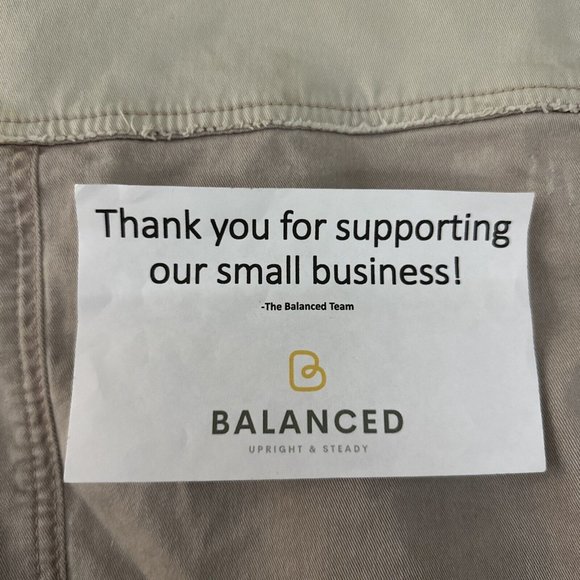 Thank you for supporting
our small business!
-The Balanced Team
BALANCED
UPRIGHT & STEADY